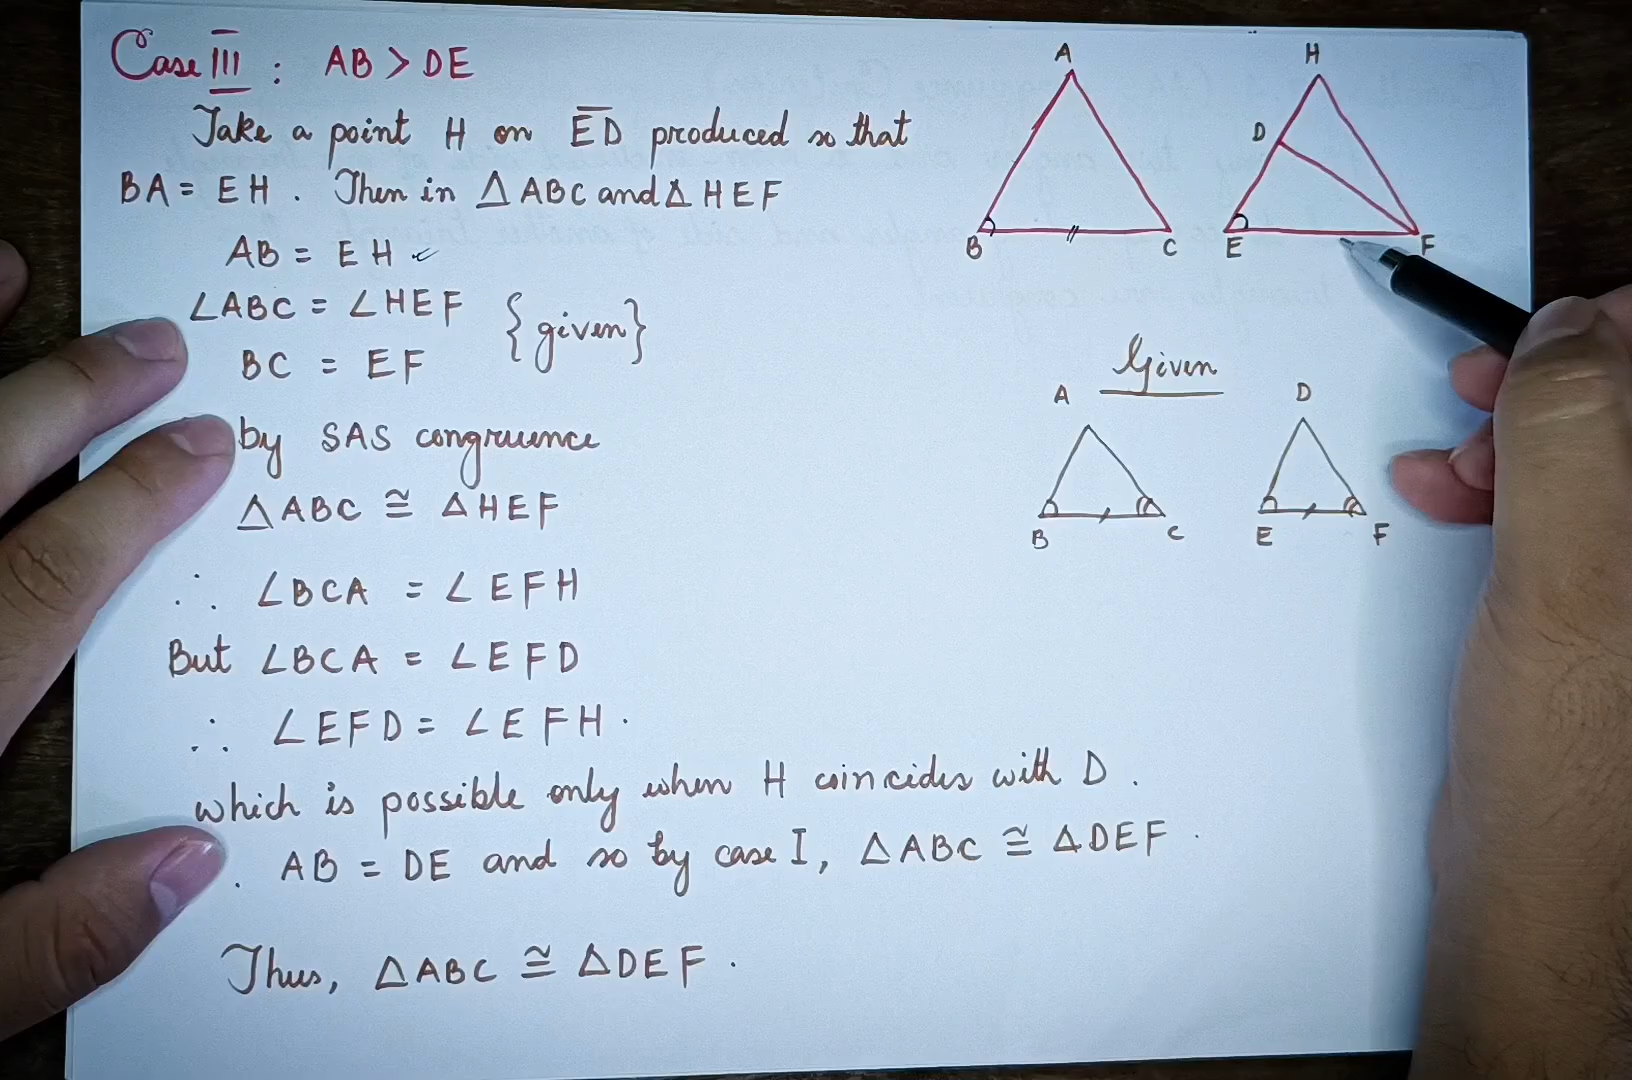 Case III : AB > DE
Take a point H on ED produced so that
BA = EH . Then in △ABC and △HEF
AB = EH
∠ABC = ∠HEF
{given}
BC = EF
by SAS congruence
△ABC ≅ △HEF
∴ ∠BCA = ∠EFH
But ∠BCA = ∠EFD
∴ ∠EFD = ∠EFH .
which is possible only when H coincides with D .
AB = DE and so by case I, △ABC ≅ △DEF .
Thus, △ABC ≅ △DEF .
A
B
C
H
D
E
F
Given
A
B
C
D
E
F